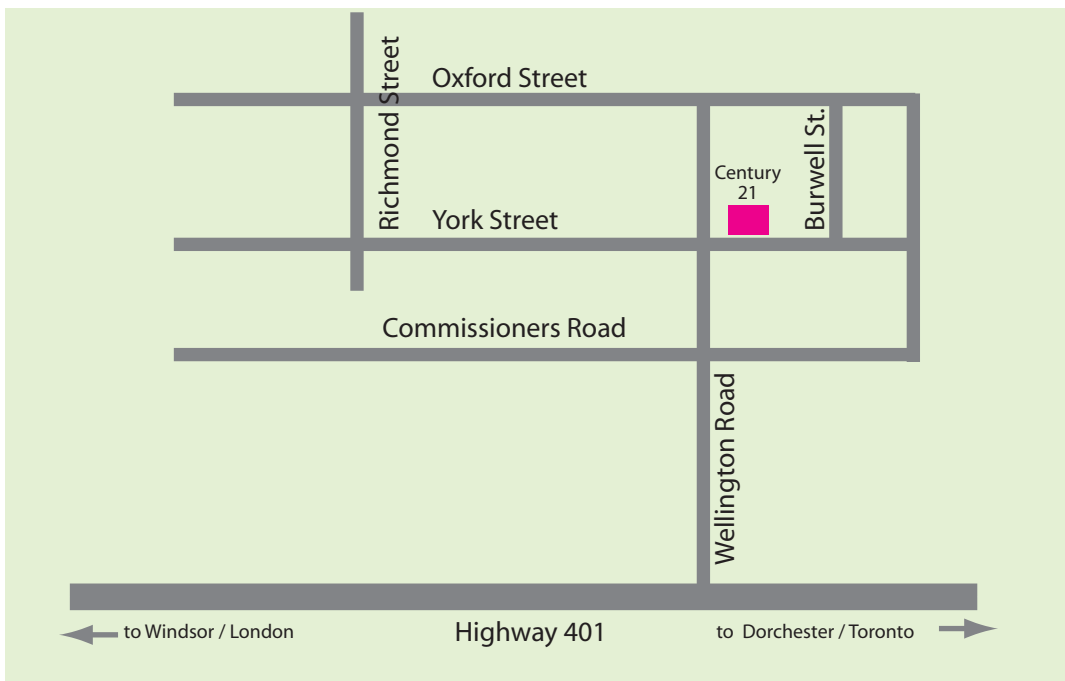 Oxford Street
Richmond Street
Burwell St.
Century
21
York Street
Commissioners Road
Wellington Road
to Windsor / London
Highway 401
to Dorchester / Toronto